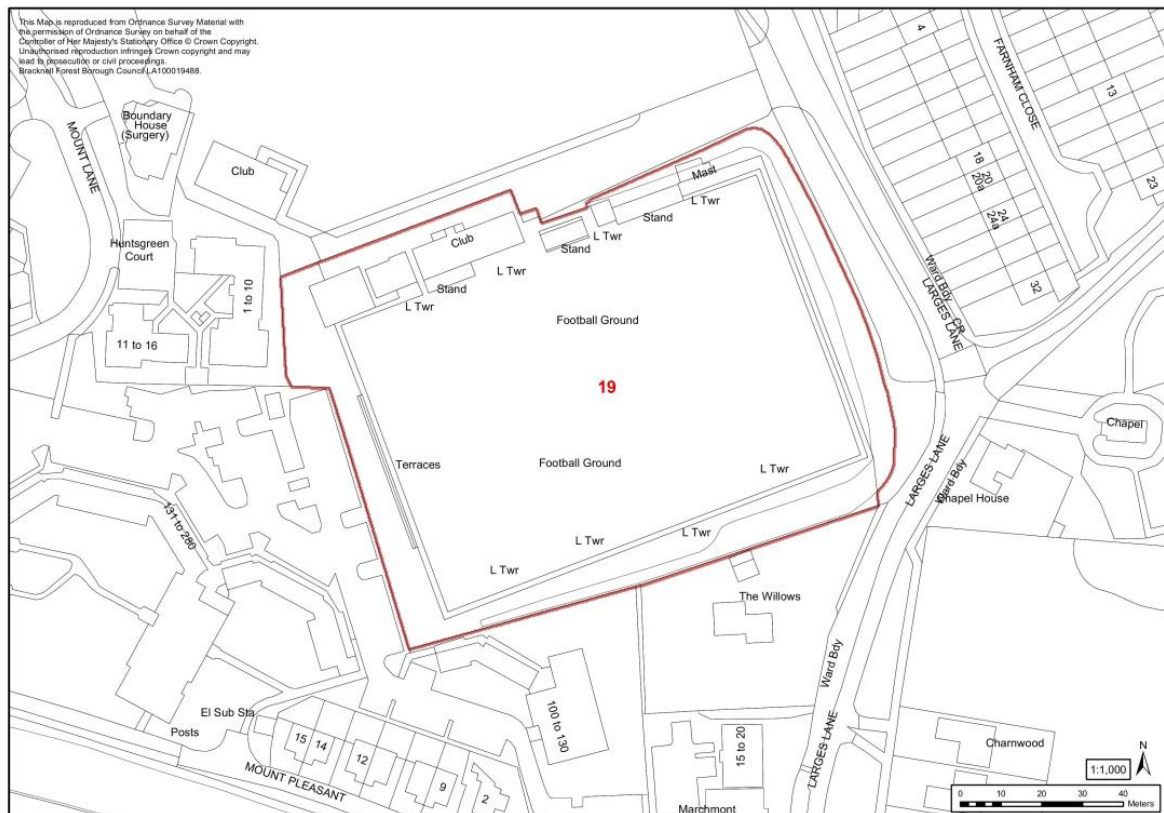 This Map is reproduced from Ordnance Survey Material with
the permission of Ordnance Survey on behalf of the
Controller of Her Majesty's Stationary Office © Crown Copyright.
Unauthorised reproduction infringes Crown copyright and may
lead to prosecution or civil proceedings.
Bracknell Forest Borough Council LA100019488.
4
FARNHAM CLOSE
13
Boundary
House
(Surgery)
MOUNT LANE
Club
18
20
20a
23
Mast
L Twr
Stand
24
24a
L Twr
Stand
Club
Huntsgreen
Court
1 to 10
L Twr
Stand
L Twr
Ward Bdy
CR
LARGES LANE
32
Football Ground
11 to 16
19
Chapel
Terraces
Football Ground
L Twr
LARGES LANE
Ward Bdy
Chapel House
131 to 280
L Twr
L Twr
L Twr
The Willows
Ward Bdy
El Sub Sta
Posts
100 to 130
15
14
12
9
2
MOUNT PLEASANT
15 to 20
LARGES LANE
Charnwood
Marchmont
N
1:1,000
0 10 20 30 40
Meters